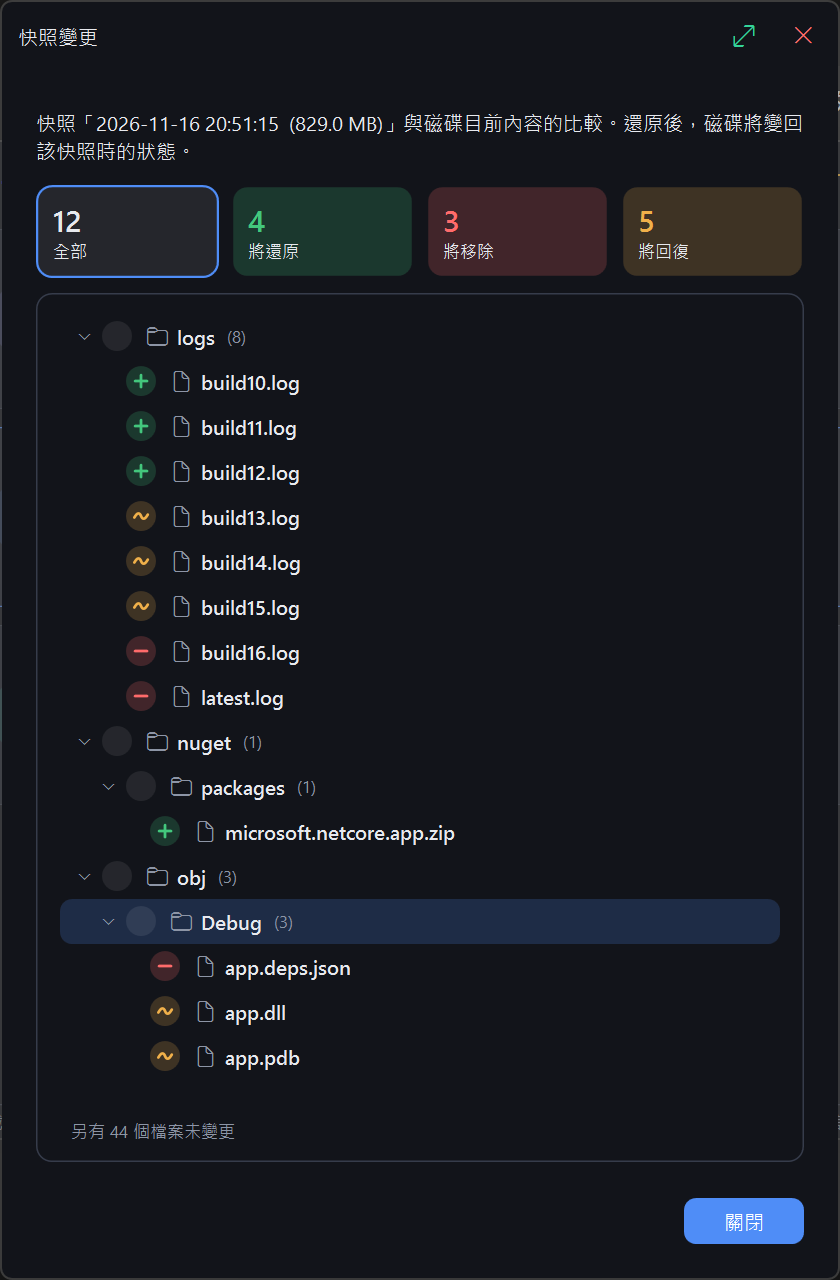 快照變更
快照「2026-11-16 20:51:15  (829.0 MB)」與磁碟目前內容的比較。還原後，磁碟將變回
該快照時的狀態。
12
全部
4
將還原
3
將移除
5
將回復
logs (8)
build10.log
build11.log
build12.log
build13.log
build14.log
build15.log
build16.log
latest.log
nuget (1)
packages (1)
microsoft.netcore.app.zip
obj (3)
Debug (3)
app.deps.json
app.dll
app.pdb
另有 44 個檔案未變更
關閉